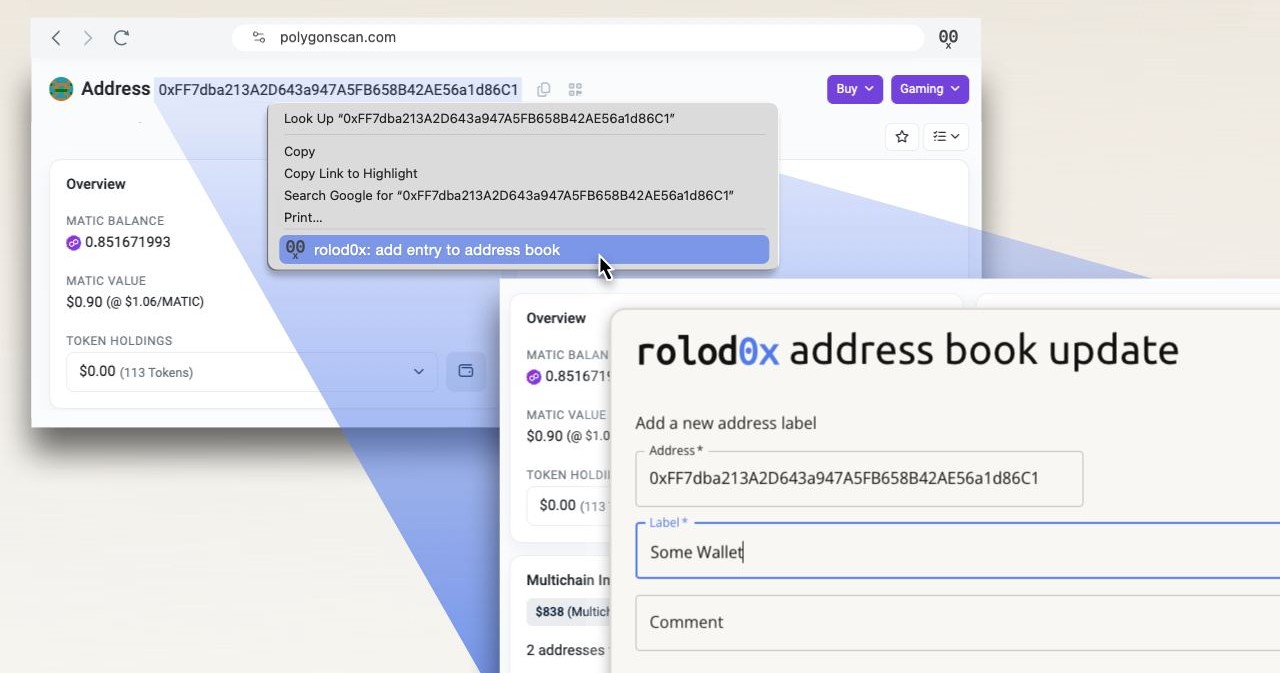 polygonscan.com
00
x
Address 0xFF7dba213A2D643a947A5FB658B42AE56a1d86C1
Buy
Gaming
Look Up “0xFF7dba213A2D643a947A5FB658B42AE56a1d86C1”
Copy
Copy Link to Highlight
Search Google for “0xFF7dba213A2D643a947A5FB658B42AE56a1d86C1”
Print...
00
x
rolod0x: add entry to address book
Overview
MATIC BALANCE
0.851671993
MATIC VALUE
$0.90 (@ $1.06/MATIC)
TOKEN HOLDINGS
$0.00 (113 Tokens)
Overview
MATIC BALAN
0.851671
MATIC VALUE
$0.90 (@ $1.0
TOKEN HOLDI
$0.00 (113
Multichain In
$838 (Multich
2 addresses
rolod0x address book update
Add a new address label
Address*
0xFF7dba213A2D643a947A5FB658B42AE56a1d86C1
Label*
Some Wallet
Comment